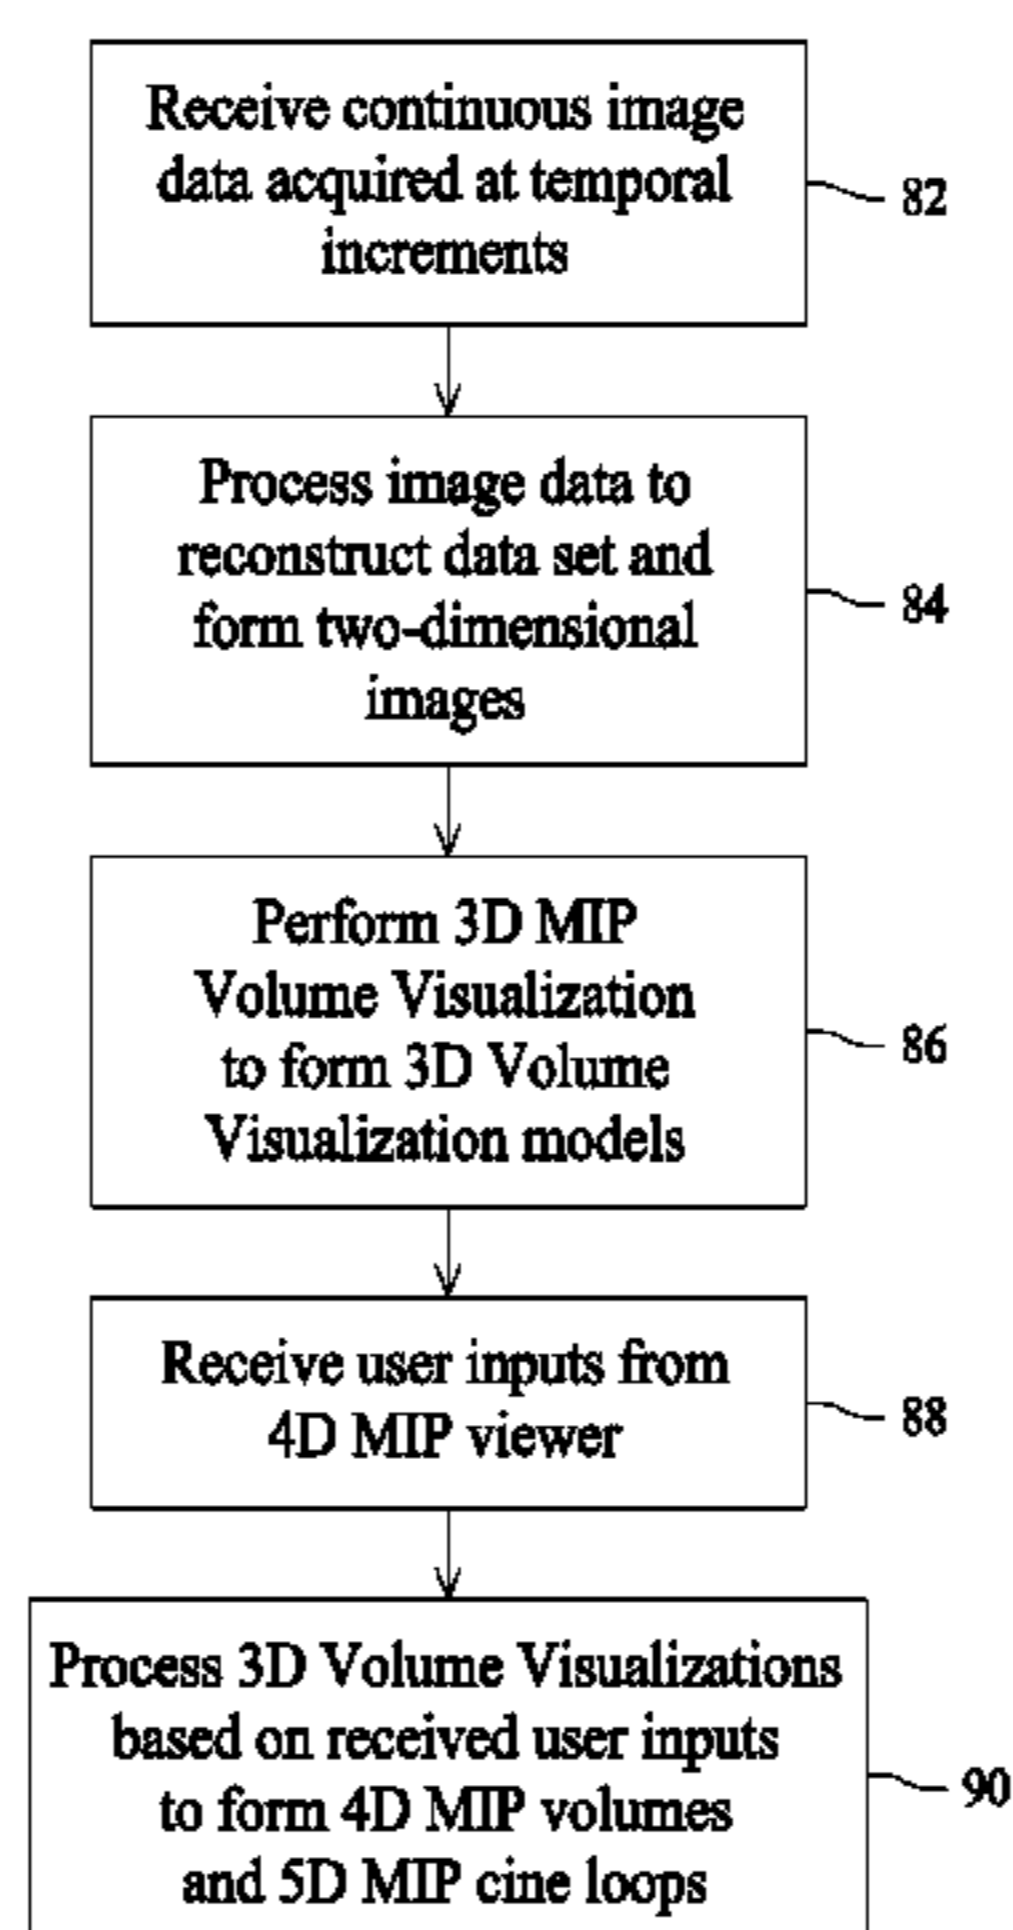 Receive continuous image
data acquired at temporal
increments
82
Process image data to
reconstruct data set and
form two-dimensional
images
84
Perform 3D MIP
Volume Visualization
to form 3D Volume
Visualization models
86
Receive user inputs from
4D MIP viewer
88
Process 3D Volume Visualizations
based on received user inputs
to form 4D MIP volumes
and 5D MIP cine loops
90